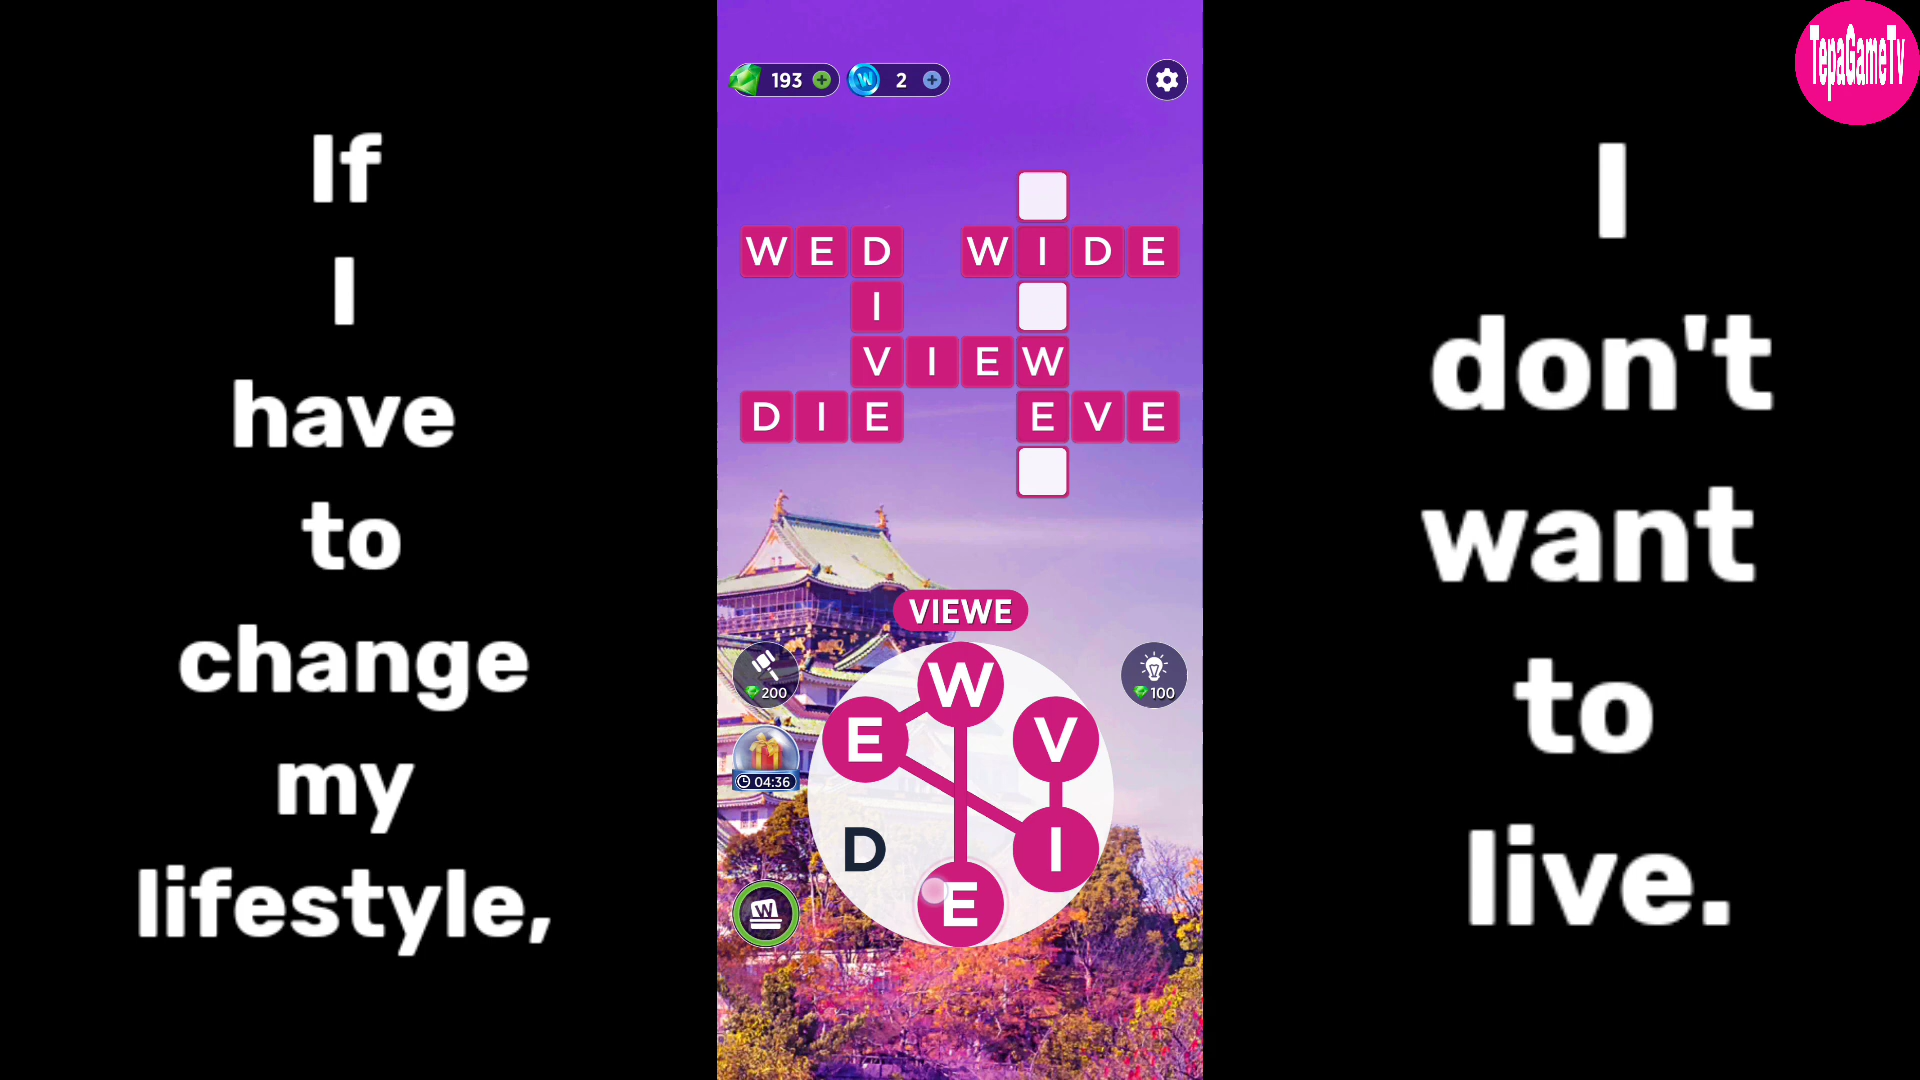 If
I
have
to
change
my
lifestyle,
193
2
WED
WIDE
I
VIEW
DIE
EVE
VIEWE
200
100
04:36
W
E
V
D
I
E
W
W
I
don't
want
to
live.
TepaGameTv